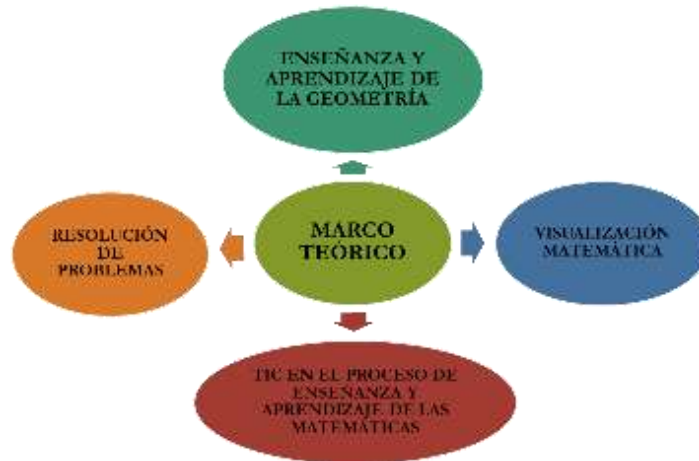 ENSEÑANZA Y
APRENDIZAJE DE
LA GEOMETRÍA
RESOLUCIÓN
DE
PROBLEMAS
MARCO
TEÓRICO
VISUALIZACIÓN
MATEMÁTICA
TIC EN EL PROCESO DE
ENSEÑANZA Y
APRENDIZAJE DE LAS
MATEMÁTICAS